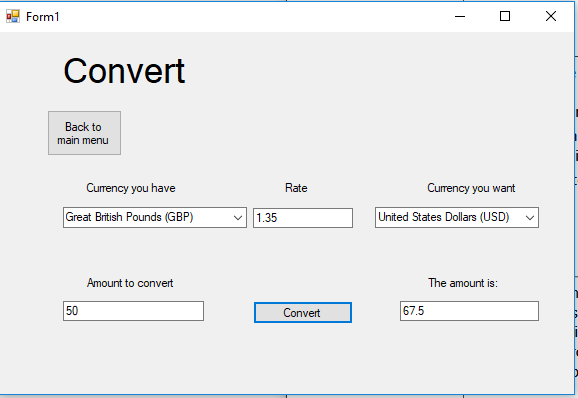 Form1
Convert
Back to
main menu
Currency you have
Rate
Currency you want
Great British Pounds (GBP)
1.35
United States Dollars (USD)
Amount to convert
The amount is:
50
Convert
67.5